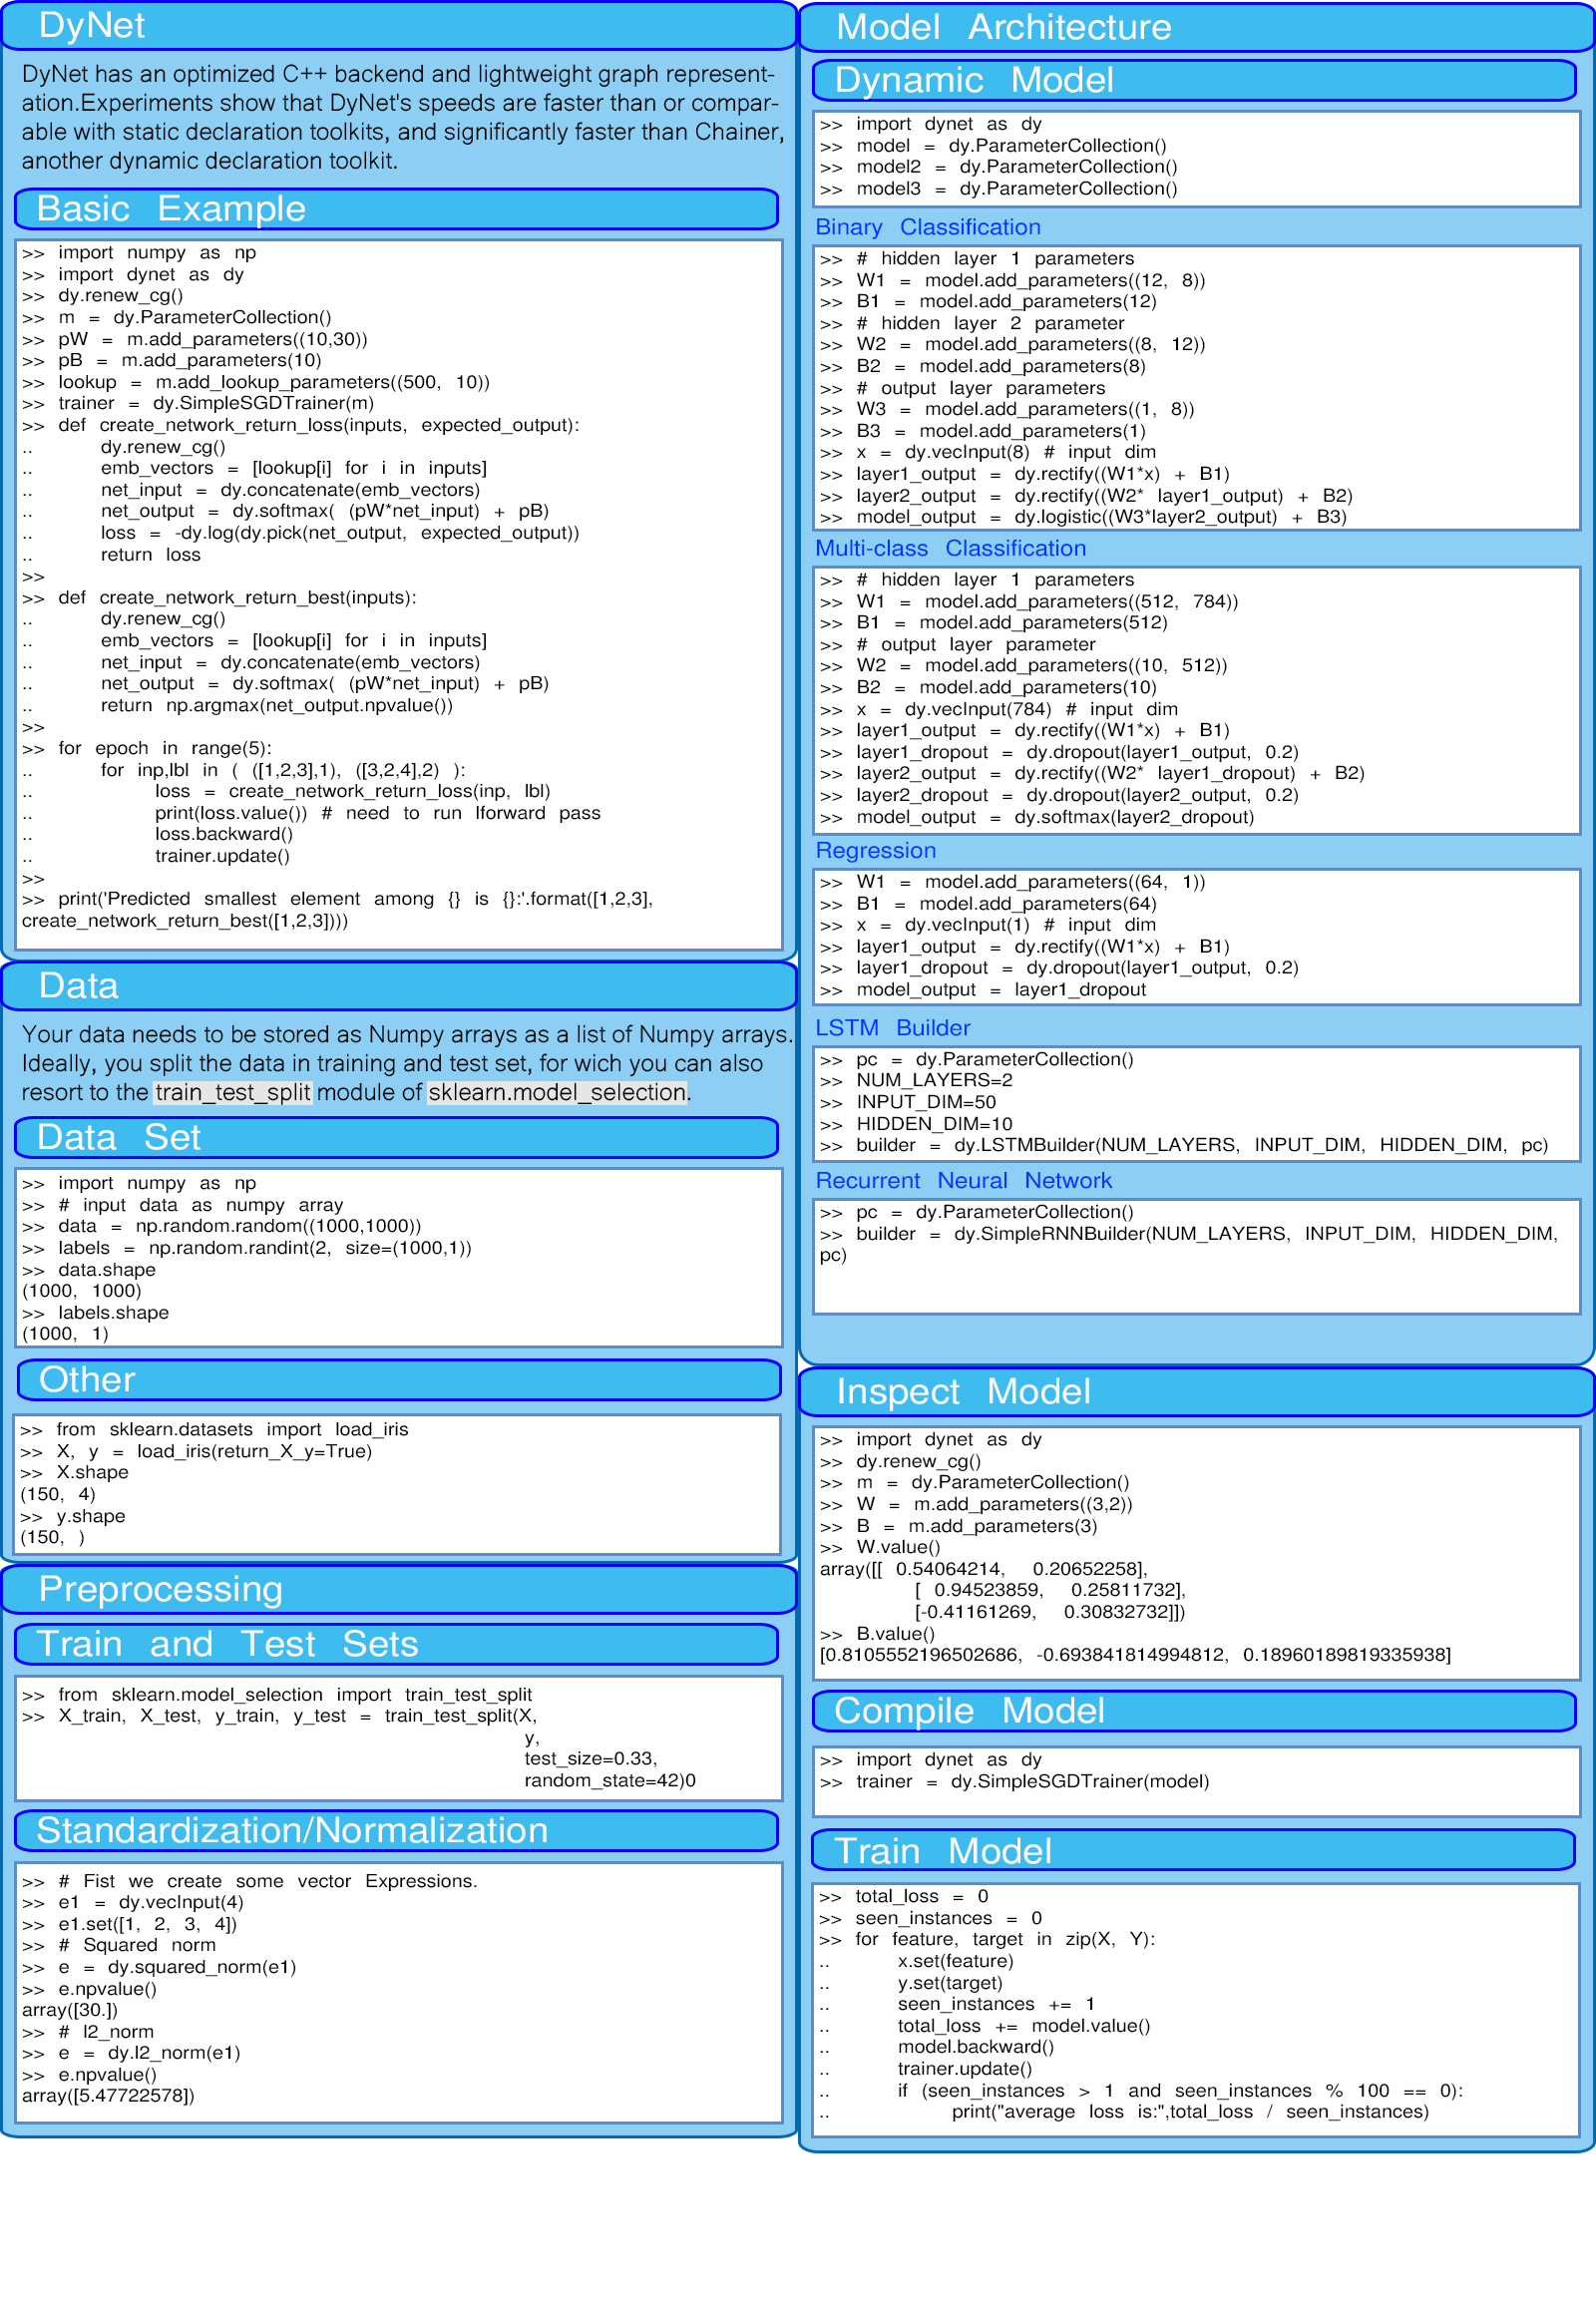 DyNet
DyNet has an optimized C++ backend and lightweight graph represent-
ation.Experiments show that DyNet's speeds are faster than or compar-
able with static declaration toolkits, and significantly faster than Chainer,
another dynamic declaration toolkit.
Basic Example
>> import numpy as np
>> import dynet as dy
>> dy.renew_cg()
>> m = dy.ParameterCollection()
>> pW = m.add_parameters((10,30))
>> pB = m.add_parameters(10)
>> lookup = m.add_lookup_parameters((500, 10))
>> trainer = dy.SimpleSGDTrainer(m)
>> def create_network_return_loss(inputs, expected_output):
.. dy.renew_cg()
.. emb_vectors = [lookup[i] for i in inputs]
.. net_input = dy.concatenate(emb_vectors)
.. net_output = dy.softmax( (pW*net_input) + pB)
.. loss = -dy.log(dy.pick(net_output, expected_output))
.. return loss
>>
>> def create_network_return_best(inputs):
.. dy.renew_cg()
.. emb_vectors = [lookup[i] for i in inputs]
.. net_input = dy.concatenate(emb_vectors)
.. net_output = dy.softmax( (pW*net_input) + pB)
.. return np.argmax(net_output.npvalue())
>>
>> for epoch in range(5):
.. for inp,lbl in ( ([1,2,3],1), ([3,2,4],2) ):
.. loss = create_network_return_loss(inp, lbl)
.. print(loss.value()) # need to run lforward pass
.. loss.backward()
.. trainer.update()
>>
>> print('Predicted smallest element among {} is {}:'.format([1,2,3],
create_network_return_best([1,2,3])))
Data
Your data needs to be stored as Numpy arrays as a list of Numpy arrays.
Ideally, you split the data in training and test set, for wich you can also
resort to the train_test_split module of sklearn.model_selection.
Data Set
>> import numpy as np
>> # input data as numpy array
>> data = np.random.random((1000,1000))
>> labels = np.random.randint(2, size=(1000,1))
>> data.shape
(1000, 1000)
>> labels.shape
(1000, 1)
Other
>> from sklearn.datasets import load_iris
>> X, y = load_iris(return_X_y=True)
>> X.shape
(150, 4)
>> y.shape
(150, )
Preprocessing
Train and Test Sets
>> from sklearn.model_selection import train_test_split
>> X_train, X_test, y_train, y_test = train_test_split(X,
y,
test_size=0.33,
random_state=42)0
Standardization/Normalization
>> # Fist we create some vector Expressions.
>> e1 = dy.vecInput(4)
>> e1.set([1, 2, 3, 4])
>> # Squared norm
>> e = dy.squared_norm(e1)
>> e.npvalue()
array([30.])
>> # l2_norm
>> e = dy.l2_norm(e1)
>> e.npvalue()
array([5.47722578])
Model Architecture
Dynamic Model
>> import dynet as dy
>> model = dy.ParameterCollection()
>> model2 = dy.ParameterCollection()
>> model3 = dy.ParameterCollection()
Binary Classification
>> # hidden layer 1 parameters
>> W1 = model.add_parameters((12, 8))
>> B1 = model.add_parameters(12)
>> # hidden layer 2 parameter
>> W2 = model.add_parameters((8, 12))
>> B2 = model.add_parameters(8)
>> # output layer parameters
>> W3 = model.add_parameters((1, 8))
>> B3 = model.add_parameters(1)
>> x = dy.vecInput(8) # input dim
>> layer1_output = dy.rectify((W1*x) + B1)
>> layer2_output = dy.rectify((W2* layer1_output) + B2)
>> model_output = dy.logistic((W3*layer2_output) + B3)
Multi-class Classification
>> # hidden layer 1 parameters
>> W1 = model.add_parameters((512, 784))
>> B1 = model.add_parameters(512)
>> # output layer parameter
>> W2 = model.add_parameters((10, 512))
>> B2 = model.add_parameters(10)
>> x = dy.vecInput(784) # input dim
>> layer1_output = dy.rectify((W1*x) + B1)
>> layer1_dropout = dy.dropout(layer1_output, 0.2)
>> layer2_output = dy.rectify((W2* layer1_dropout) + B2)
>> layer2_dropout = dy.dropout(layer2_output, 0.2)
>> model_output = dy.softmax(layer2_dropout)
Regression
>> W1 = model.add_parameters((64, 1))
>> B1 = model.add_parameters(64)
>> x = dy.vecInput(1) # input dim
>> layer1_output = dy.rectify((W1*x) + B1)
>> layer1_dropout = dy.dropout(layer1_output, 0.2)
>> model_output = layer1_dropout
LSTM Builder
>> pc = dy.ParameterCollection()
>> NUM_LAYERS=2
>> INPUT_DIM=50
>> HIDDEN_DIM=10
>> builder = dy.LSTMBuilder(NUM_LAYERS, INPUT_DIM, HIDDEN_DIM, pc)
Recurrent Neural Network
>> pc = dy.ParameterCollection()
>> builder = dy.SimpleRNNBuilder(NUM_LAYERS, INPUT_DIM, HIDDEN_DIM,
pc)
Inspect Model
>> import dynet as dy
>> dy.renew_cg()
>> m = dy.ParameterCollection()
>> W = m.add_parameters((3,2))
>> B = m.add_parameters(3)
>> W.value()
array([[ 0.54064214, 0.20652258],
[ 0.94523859, 0.25811732],
[-0.41161269, 0.30832732]])
>> B.value()
[0.8105552196502686, -0.693841814994812, 0.18960189819335938]
Compile Model
>> import dynet as dy
>> trainer = dy.SimpleSGDTrainer(model)
Train Model
>> total_loss = 0
>> seen_instances = 0
>> for feature, target in zip(X, Y):
.. x.set(feature)
.. y.set(target)
.. seen_instances += 1
.. total_loss += model.value()
.. model.backward()
.. trainer.update()
.. if (seen_instances > 1 and seen_instances % 100 == 0):
.. print("average loss is:",total_loss / seen_instances)